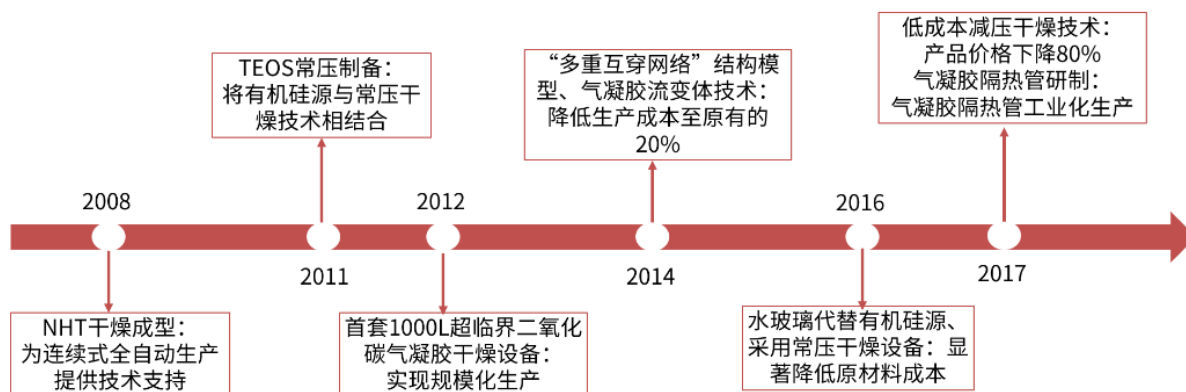 TEOS常压制备：
将有机硅源与常压干
燥技术相结合
“多重互穿网络”结构模
型、气凝胶流变体技术：
降低生产成本至原有的
20%
低成本减压干燥技术：
产品价格下降80%
气凝胶隔热管研制：
气凝胶隔热管工业化生产
2008
2012
2016
2011
2014
2017
NHT干燥成型：
为连续式全自动生产
提供技术支持
首套1000L超临界二氧化
碳气凝胶干燥设备：
实现规模化生产
水玻璃代替有机硅源、
采用常压干燥设备：显
著降低原材料成本